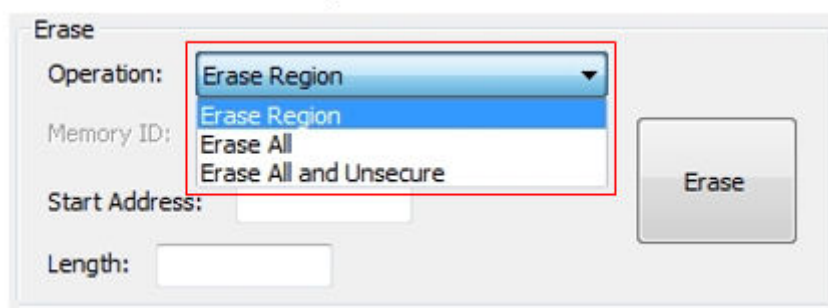 Erase
Operation: Erase Region
Erase Region
Memory ID:
Erase All
Erase All and Unsecure
Erase
Start Address:
Length: